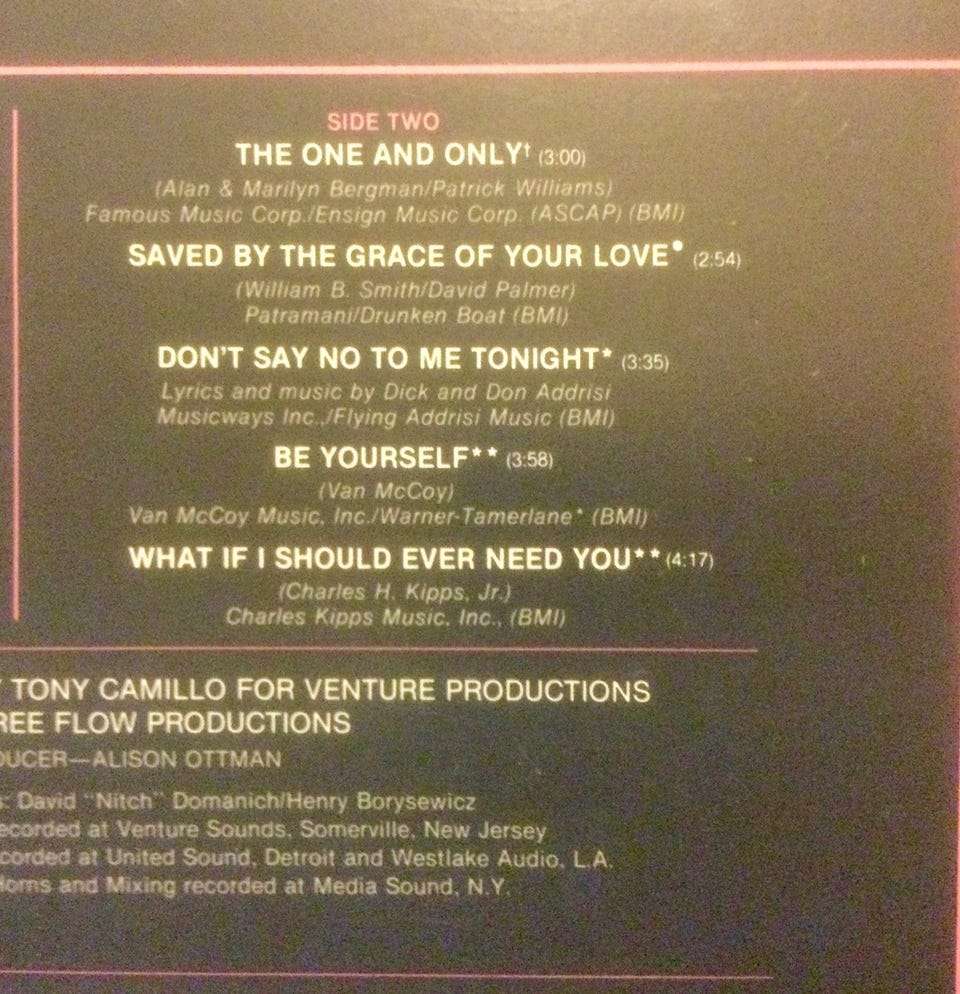 SIDE TWO
THE ONE AND ONLY† (3:00)
(Alan & Marilyn Bergman/Patrick Williams)
Famous Music Corp./Ensign Music Corp. (ASCAP) (BMI)
SAVED BY THE GRACE OF YOUR LOVE• (2:54)
(William B. Smith/David Palmer)
Patramani/Drunken Boat (BMI)
DON'T SAY NO TO ME TONIGHT* (3:35)
Lyrics and music by Dick and Don Addrisi
Musicways Inc.,/Flying Addrisi Music (BMI)
BE YOURSELF** (3:58)
(Van McCoy)
Van McCoy Music, Inc./Warner-Tamerlane* (BMI)
WHAT IF I SHOULD EVER NEED YOU** (4:17)
(Charles H. Kipps, Jr.)
Charles Kipps Music, Inc., (BMI)
Y TONY CAMILLO FOR VENTURE PRODUCTIONS
REE FLOW PRODUCTIONS
DUCER—ALISON OTTMAN
s: David "Nitch" Domanich/Henry Borysewicz
ecorded at Venture Sounds, Somerville, New Jersey
corded at United Sound, Detroit and Westlake Audio, L.A.
Horns and Mixing recorded at Media Sound, N.Y.